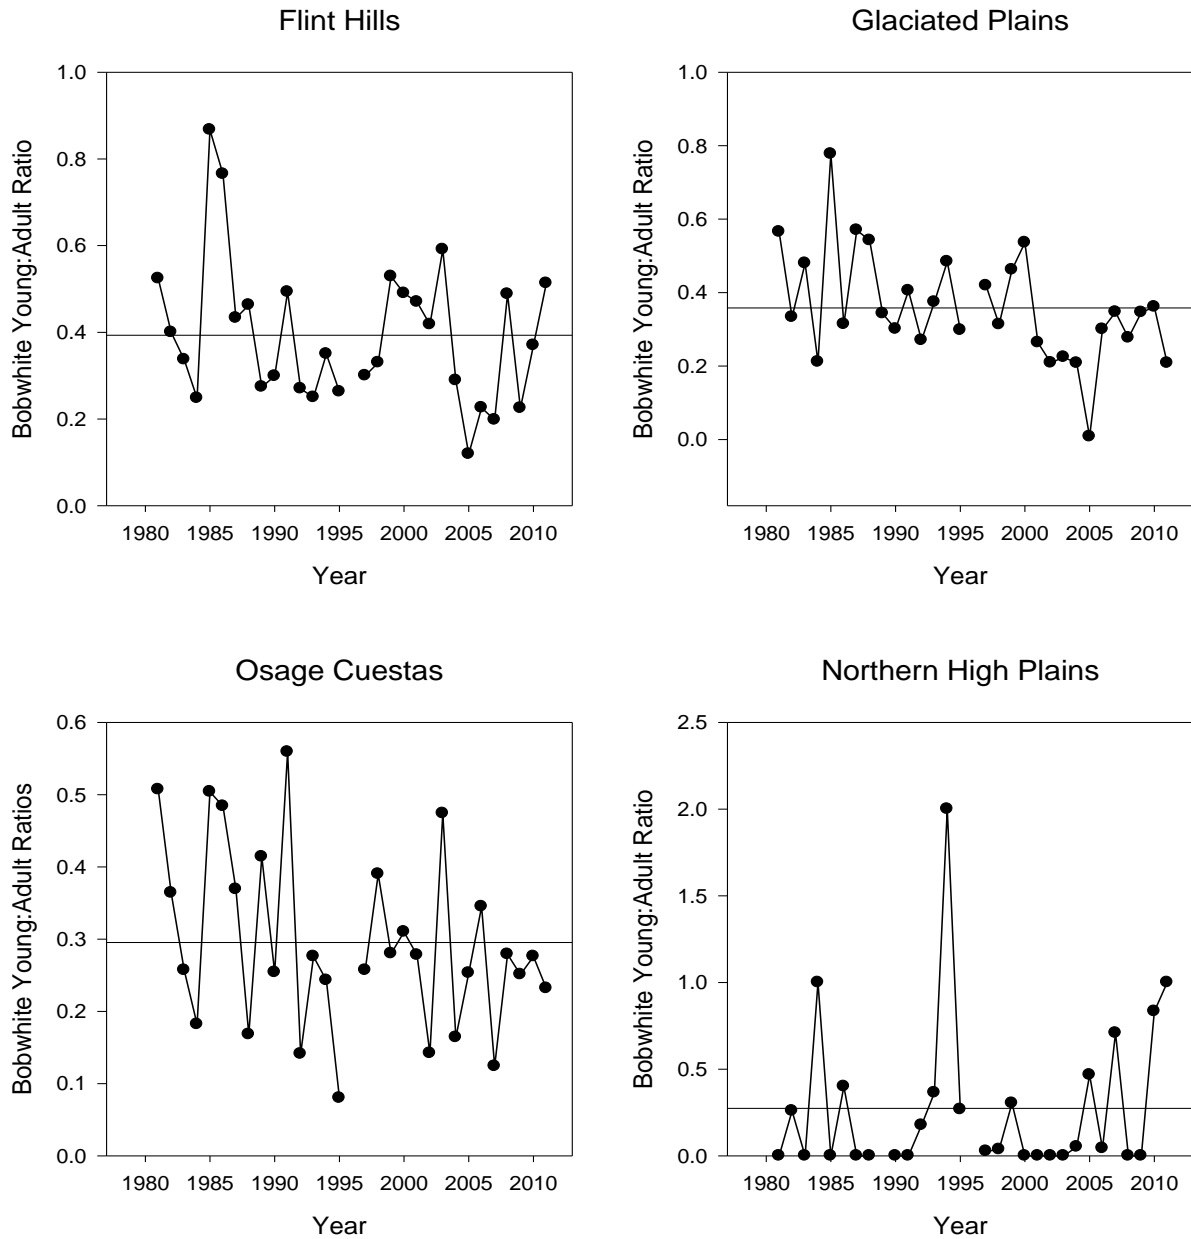 Flint Hills
Bobwhite Young:Adult Ratio
1.0
0.8
0.6
0.4
0.2
0.0
1980 1985 1990 1995 2000 2005 2010
Year
Glaciated Plains
Bobwhite Young:Adult Ratio
1.0
0.8
0.6
0.4
0.2
0.0
1980 1985 1990 1995 2000 2005 2010
Year
Osage Cuestas
Bobwhite Young:Adult Ratios
0.6
0.5
0.4
0.3
0.2
0.1
0.0
1980 1985 1990 1995 2000 2005 2010
Year
Northern High Plains
Bobwhite Young:Adult Ratio
2.5
2.0
1.5
1.0
0.5
0.0
1980 1985 1990 1995 2000 2005 2010
Year